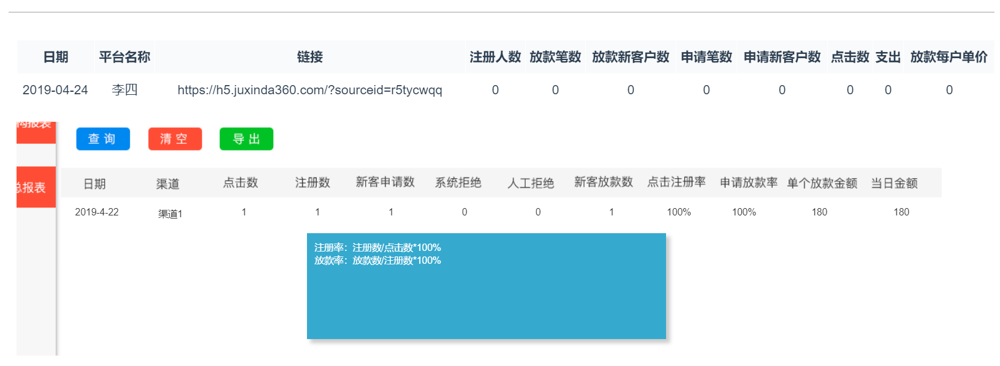 日期 平台名称 链接 注册人数 放款笔数 放款新客户数 申请笔数 申请新客户数 点击数 支出 放款每户单价
2019-04-24 李四 https://h5.juxinda360.com/?sourceid=r5tycwqq 0 0 0 0 0 0 0 0
报表
查询 清空 导出
总报表
日期 渠道 点击数 注册数 新客申请数 系统拒绝 人工拒绝 新客放款数 点击注册率 申请放款率 单个放款金额 当日金额
2019-4-22 渠道1 1 1 1 0 0 1 100% 100% 180 180
注册率：注册数/点击数*100%
放款率：放款数/注册数*100%